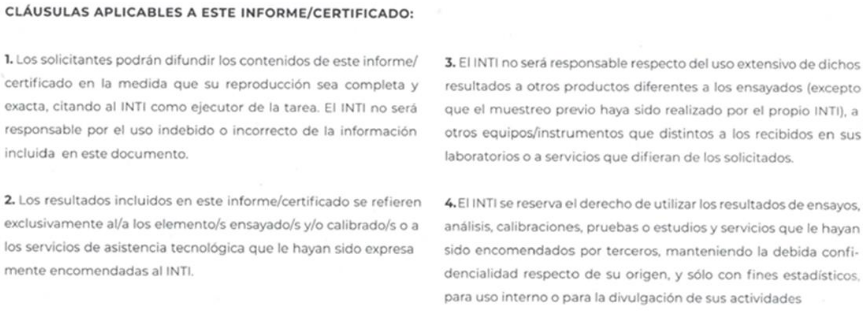 CLÁUSULAS APLICABLES A ESTE INFORME/CERTIFICADO:
1. Los solicitantes podrán difundir los contenidos de este informe/
certificado en la medida que su reproducción sea completa y
exacta, citando al INTI como ejecutor de la tarea. El INTI no será
responsable por el uso indebido o incorrecto de la información
incluida en este documento.
2. Los resultados incluidos en este informe/certificado se refieren
exclusivamente al/a los elemento/s ensayado/s y/o calibrado/s o a
los servicios de asistencia tecnológica que le hayan sido expresa
mente encomendadas al INTI.
3. El INTI no será responsable respecto del uso extensivo de dichos
resultados a otros productos diferentes a los ensayados (excepto
que el muestreo previo haya sido realizado por el propio INTI), a
otros equipos/instrumentos que distintos a los recibidos en sus
laboratorios o a servicios que difieran de los solicitados.
4. El INTI se reserva el derecho de utilizar los resultados de ensayos,
análisis, calibraciones, pruebas o estudios y servicios que le hayan
sido encomendados por terceros, manteniendo la debida confi-
dencialidad respecto de su origen, y sólo con fines estadísticos,
para uso interno o para la divulgación de sus actividades